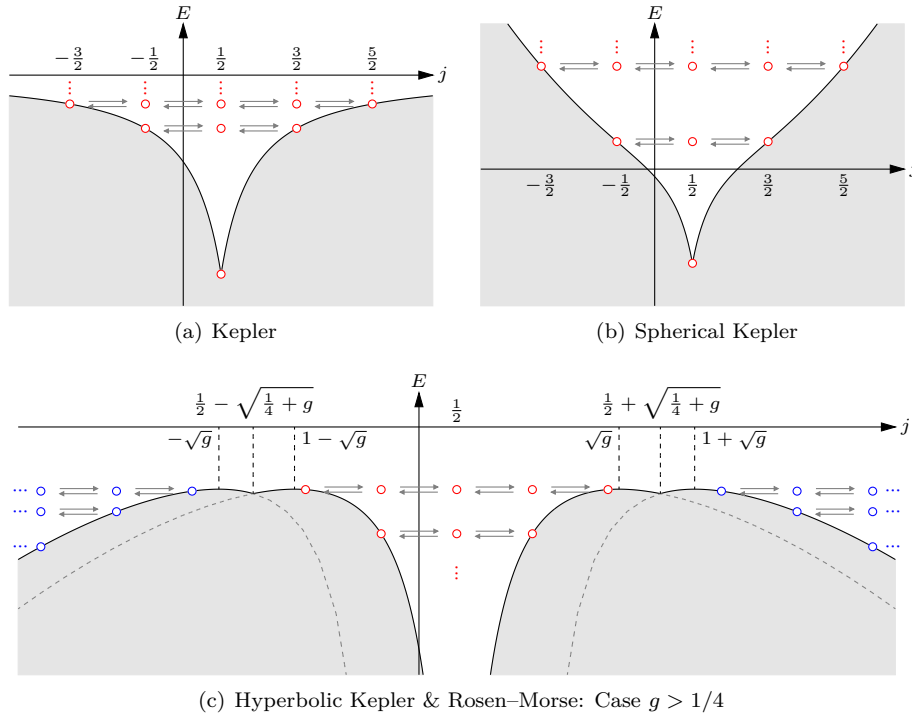 E E
−3/2 −1/2 1/2 3/2 5/2
j
−3/2 −1/2 1/2 3/2 5/2
(a) Kepler
(b) Spherical Kepler
E
1/2 − √(1/4 + g) 1/2 1/2 + √(1/4 + g)
j
−√g 1 − √g √g 1 + √g
(c) Hyperbolic Kepler & Rosen–Morse: Case g > 1/4